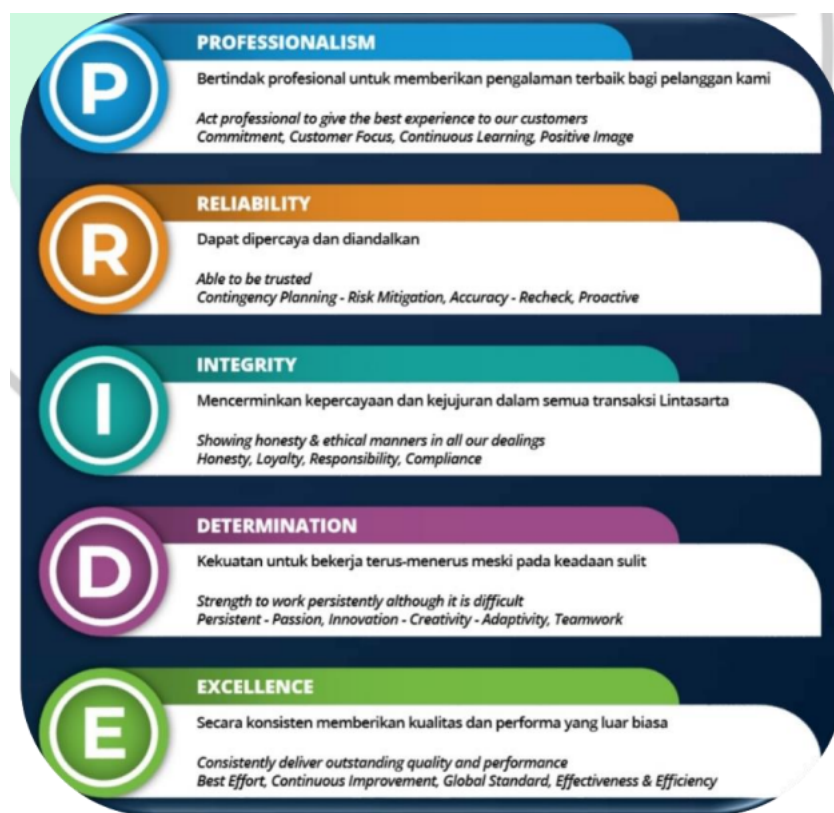 P
PROFESSIONALISM
Bertindak profesional untuk memberikan pengalaman terbaik bagi pelanggan kami
Act professional to give the best experience to our customers
Commitment, Customer Focus, Continuous Learning, Positive Image
R
RELIABILITY
Dapat dipercaya dan diandalkan
Able to be trusted
Contingency Planning - Risk Mitigation, Accuracy - Recheck, Proactive
I
INTEGRITY
Mencerminkan kepercayaan dan kejujuran dalam semua transaksi Lintasarta
Showing honesty & ethical manners in all our dealings
Honesty, Loyalty, Responsibility, Compliance
D
DETERMINATION
Kekuatan untuk bekerja terus-menerus meski pada keadaan sulit
Strength to work persistently although it is difficult
Persistent - Passion, Innovation - Creativity - Adaptivity, Teamwork
E
EXCELLENCE
Secara konsisten memberikan kualitas dan performa yang luar biasa
Consistently deliver outstanding quality and performance
Best Effort, Continuous Improvement, Global Standard, Effectiveness & Efficiency